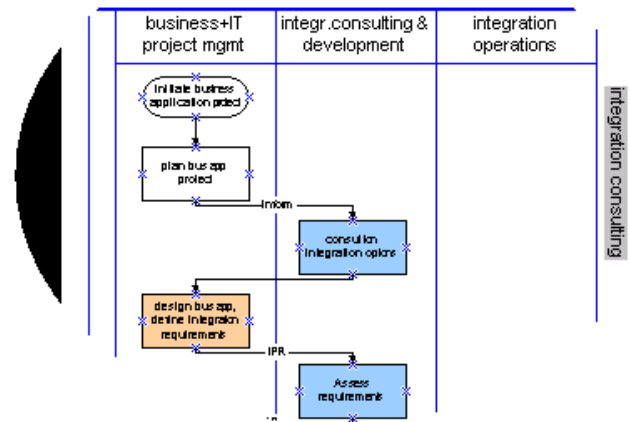 business+IT
project mgmt
integr.consulting &
development
integration
operations
initiate business
application project
plan bus app
project
inform
consult on
integration options
design bus app,
define integration
requirements
IPR
Assess
requirements
integration consulting